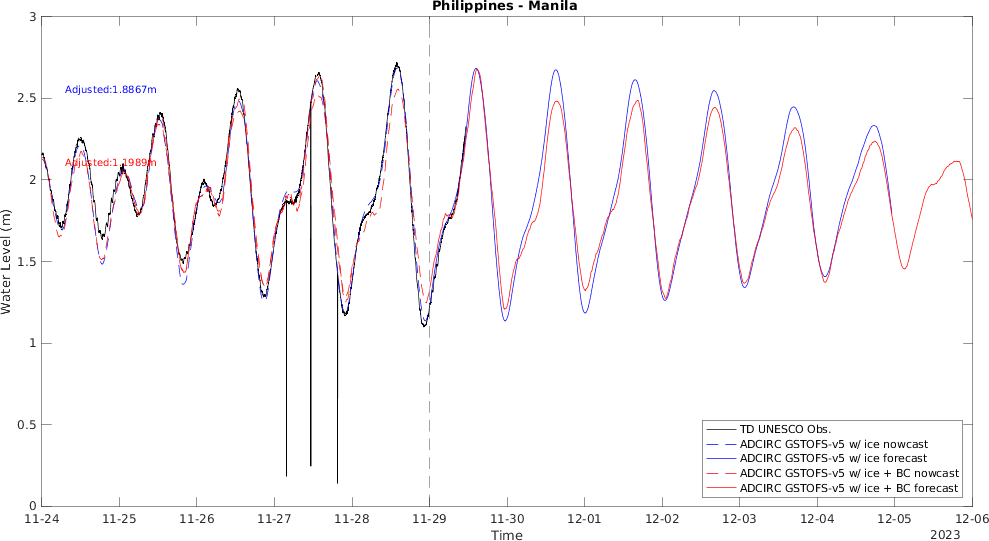 Philippines - Manila
3
2.5
2
1.5
1
0.5
0
Water Level (m)
Adjusted:1.8867m
Adjusted:1.1989m
TD UNESCO Obs.
ADCIRC GSTOFS-v5 w/ ice nowcast
ADCIRC GSTOFS-v5 w/ ice forecast
ADCIRC GSTOFS-v5 w/ ice + BC nowcast
ADCIRC GSTOFS-v5 w/ ice + BC forecast
11-24 11-25 11-26 11-27 11-28 11-29 11-30 12-01 12-02 12-03 12-04 12-05 12-06
Time
2023